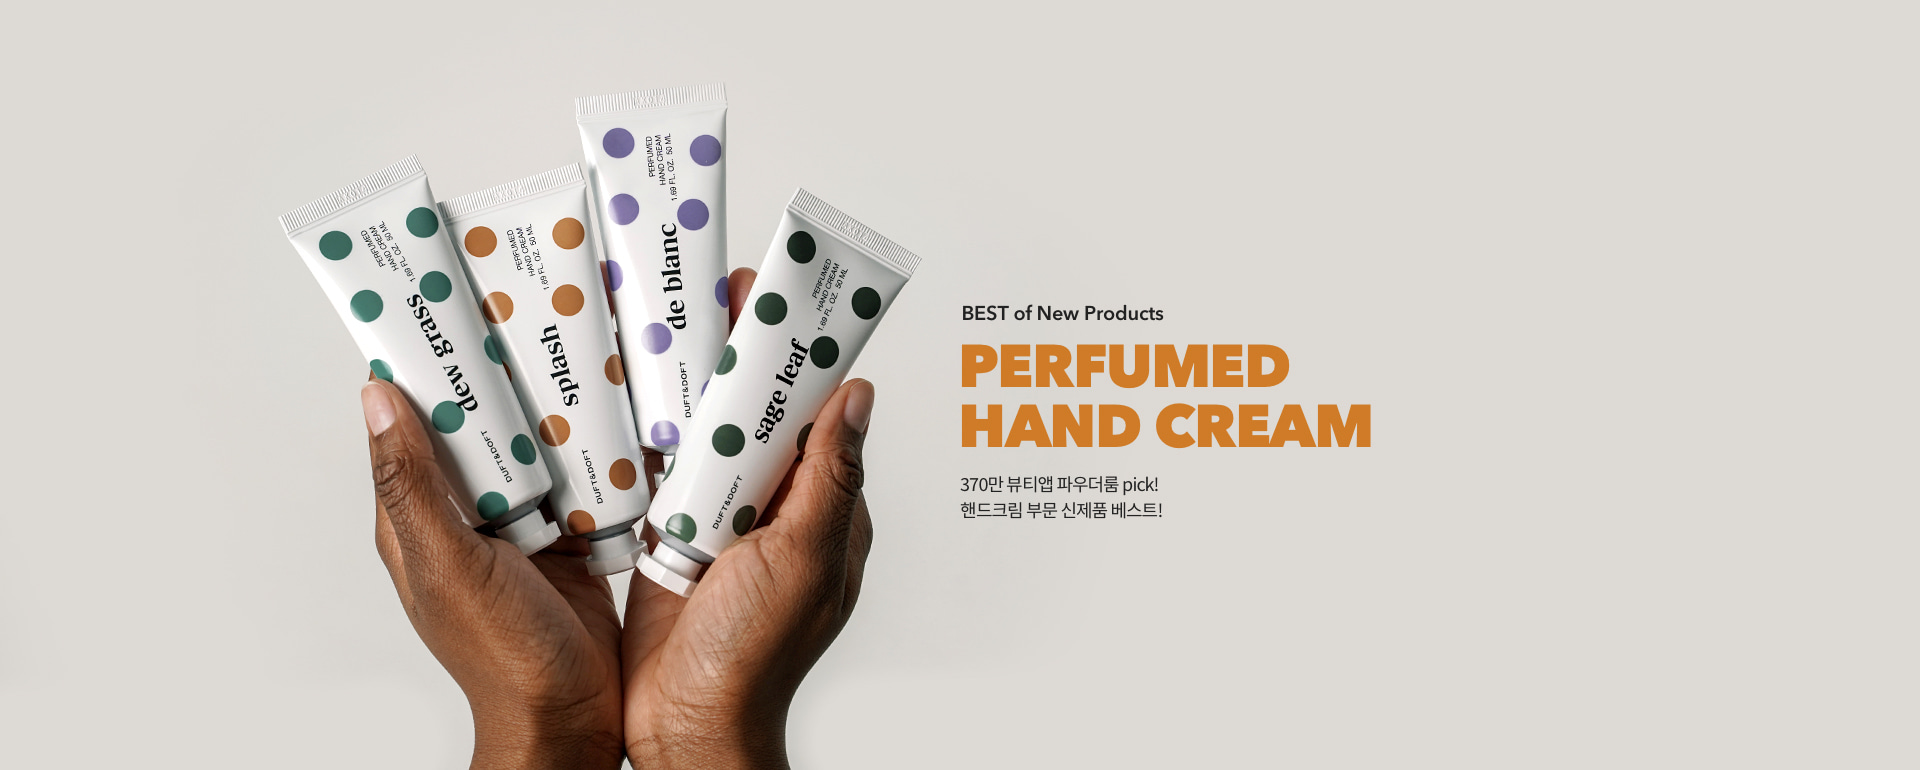 PERFUMED
HAND CREAM
1.69 FL. OZ. 50 ML
dew grass
DUFT&DOFT
PERFUMED
HAND CREAM
1.69 FL. OZ. 50 ML
splash
DUFT&DOFT
PERFUMED
HAND CREAM
1.69 FL. OZ. 50 ML
de blanc
DUFT&DOFT
PERFUMED
HAND CREAM
1.69 FL. OZ. 50 ML
sage leaf
DUFT&DOFT
BEST of New Products
PERFUMED
HAND CREAM
370만 뷰티앱 파우더룸 pick!
핸드크림 부문 신제품 베스트!